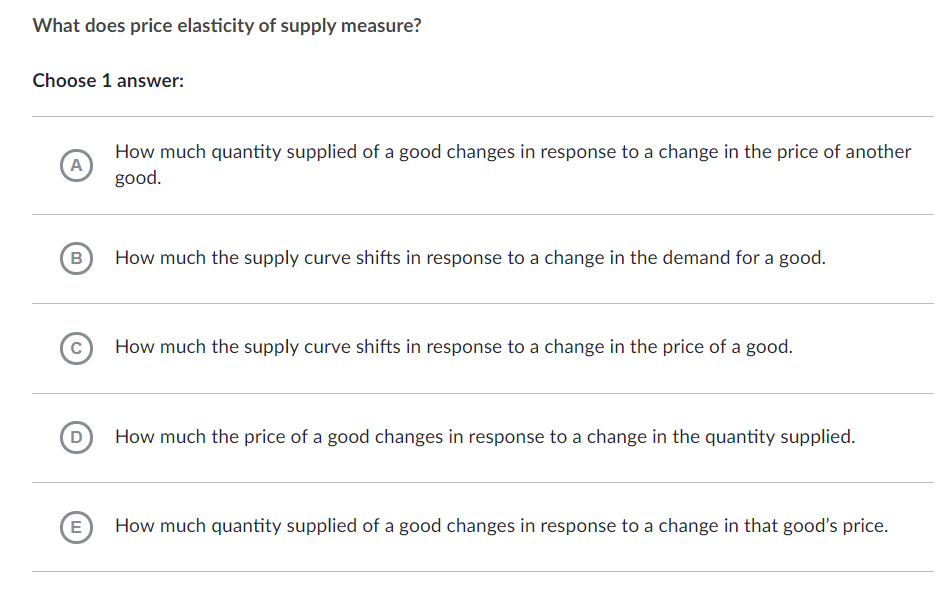 What does price elasticity of supply measure?
Choose 1 answer:
A
How much quantity supplied of a good changes in response to a change in the price of another
good.
B
How much the supply curve shifts in response to a change in the demand for a good.
C
How much the supply curve shifts in response to a change in the price of a good.
D
How much the price of a good changes in response to a change in the quantity supplied.
E
How much quantity supplied of a good changes in response to a change in that good’s price.